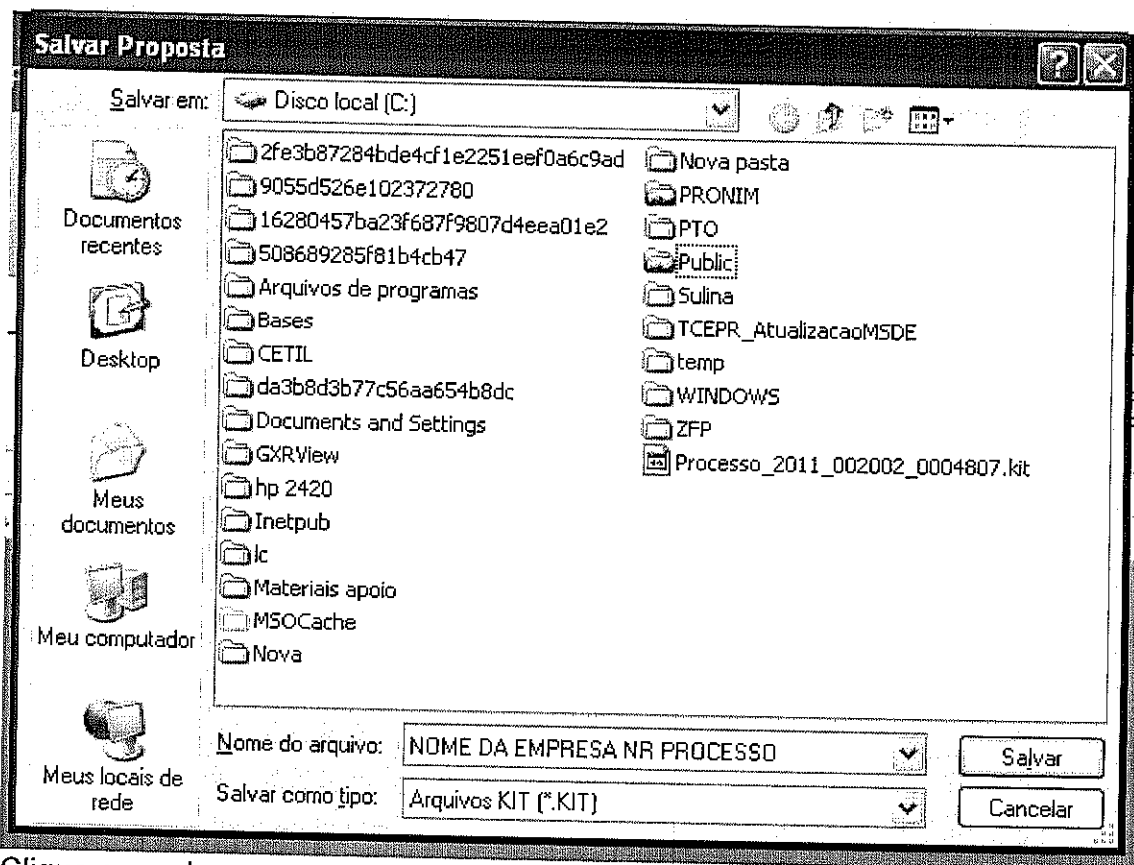 Salvar Proposta
Salvar em: Disco local (C:)
Documentos
recentes
Desktop
Meus
documentos
Meu computador
Meus locais de
rede
2fe3b87284bde4cf1e2251eef0a6c9ad
9055d526e102372780
16280457ba23f687f9807d4eea01e2
508689285f81b4cb47
Arquivos de programas
Bases
CETIL
da3b8d3b77c56aa654b8dc
Documents and Settings
GXRView
hp 2420
Inetpub
lc
Materiais apoio
MSOCache
Nova
Nova pasta
PRONIM
PTO
Public
Sulina
TCEPR_AtualizacaoMSDE
temp
WINDOWS
ZFP
Processo_2011_002002_0004807.kit
Nome do arquivo: NOME DA EMPRESA NR PROCESSO
Salvar
Salvar como tipo: Arquivos KIT (*.KIT)
Cancelar